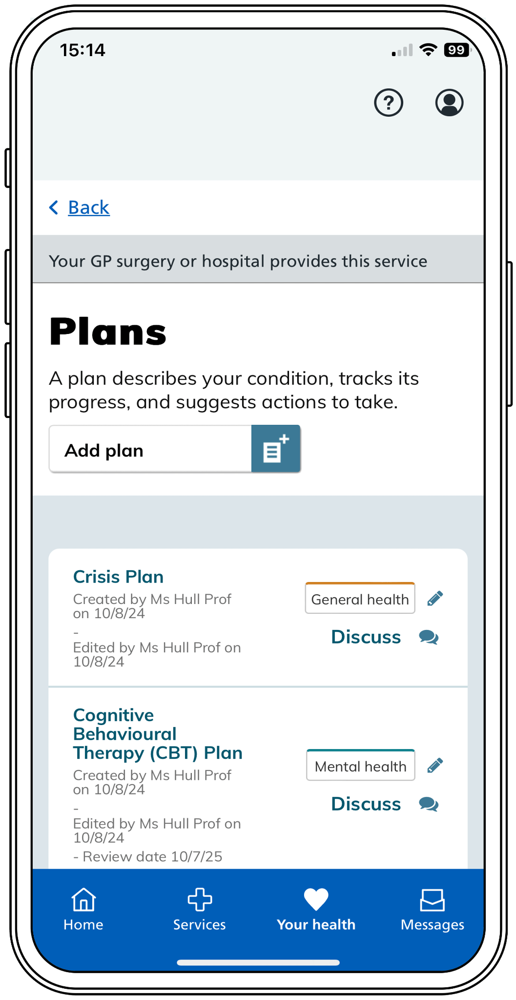 15:14
99
?
Back
Your GP surgery or hospital provides this service
Plans
A plan describes your condition, tracks its
progress, and suggests actions to take.
Add plan
Crisis Plan
Created by Ms Hull Prof
on 10/8/24
-
Edited by Ms Hull Prof on
10/8/24
General health
Discuss
Cognitive
Behavioural
Therapy (CBT) Plan
Created by Ms Hull Prof
on 10/8/24
-
Edited by Ms Hull Prof on
10/8/24
- Review date 10/7/25
Mental health
Discuss
Home
Services
Your health
Messages